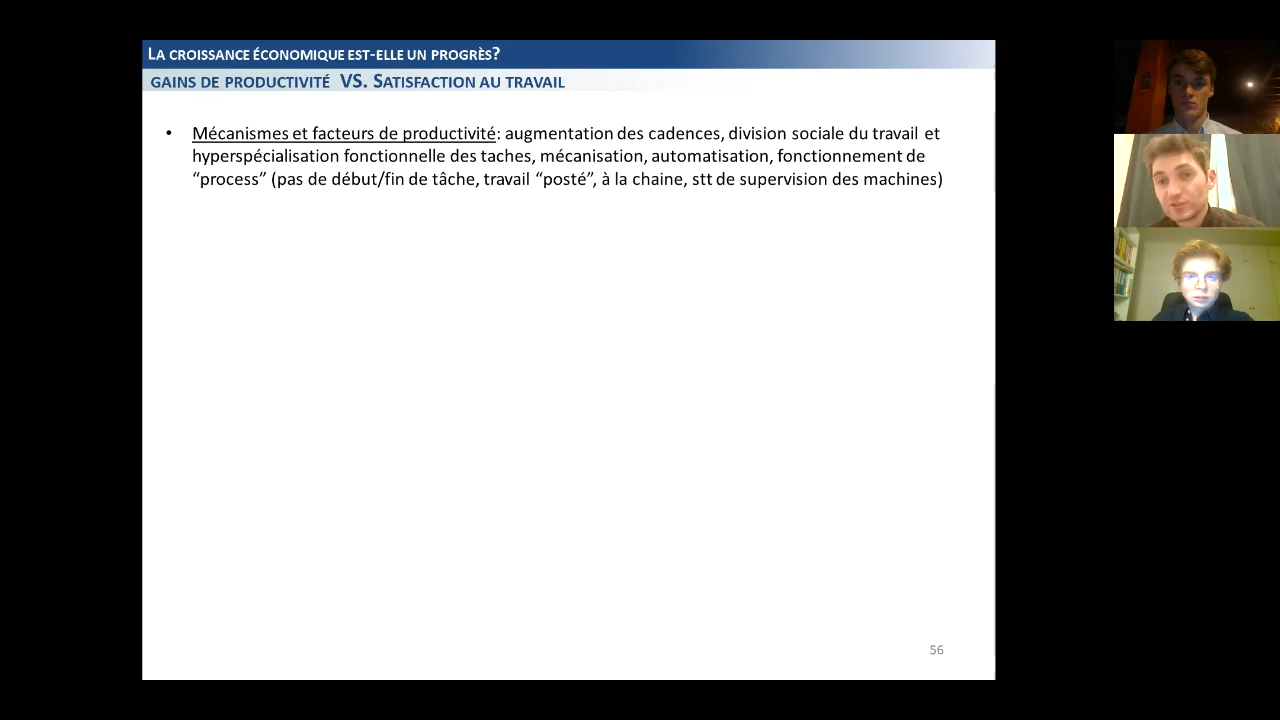 LA CROISSANCE ÉCONOMIQUE EST-ELLE UN PROGRÈS?
GAINS DE PRODUCTIVITÉ VS. SATISFACTION AU TRAVAIL
• Mécanismes et facteurs de productivité: augmentation des cadences, division sociale du travail et
hyperspécialisation fonctionnelle des taches, mécanisation, automatisation, fonctionnement de
“process” (pas de début/fin de tâche, travail “posté”, à la chaine, stt de supervision des machines)
56